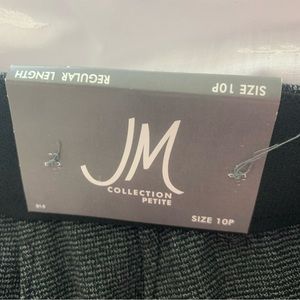 REGULAR LENGTH
SIZE 10P
JM
COLLECTION
PETITE
SIZE 10P